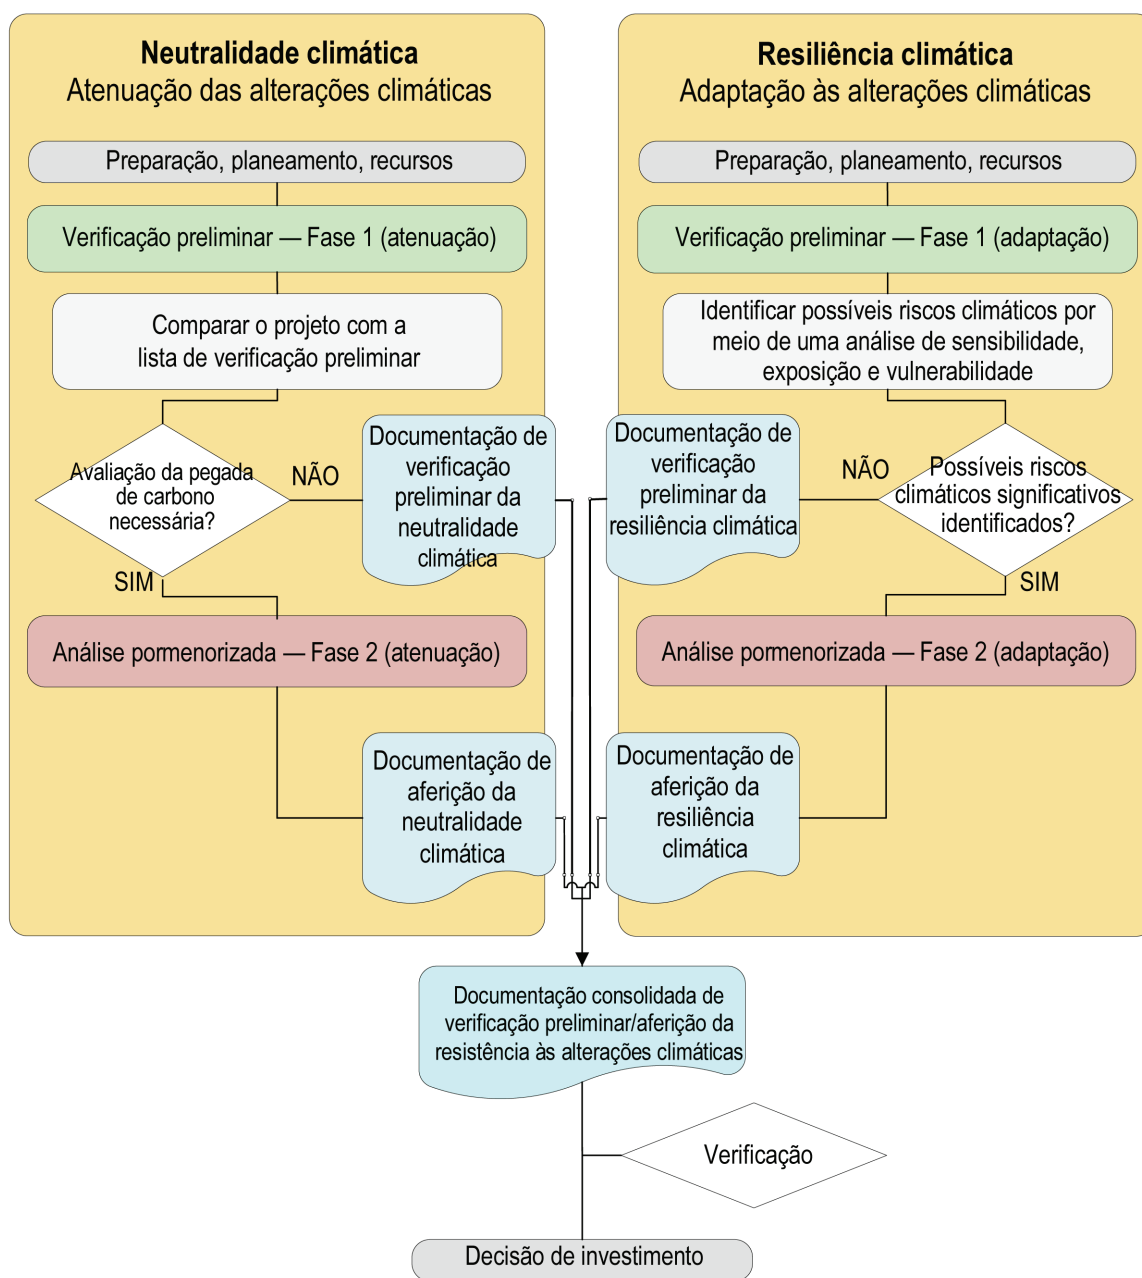 Neutralidade climática
Atenuação das alterações climáticas
Preparação, planeamento, recursos
Verificação preliminar — Fase 1 (atenuação)
Comparar o projeto com a
lista de verificação preliminar
Avaliação da pegada
de carbono
necessária?
NÃO
SIM
Documentação de
verificação
preliminar da
neutralidade
climática
Análise pormenorizada — Fase 2 (atenuação)
Documentação de
aferição da
neutralidade
climática
Resiliência climática
Adaptação às alterações climáticas
Preparação, planeamento, recursos
Verificação preliminar — Fase 1 (adaptação)
Identificar possíveis riscos climáticos por
meio de uma análise de sensibilidade,
exposição e vulnerabilidade
Possíveis riscos
climáticos significativos
identificados?
NÃO
SIM
Documentação de
verificação
preliminar da
resiliência climática
Análise pormenorizada — Fase 2 (adaptação)
Documentação de
aferição da
resiliência
climática
Documentação consolidada de
verificação preliminar/aferição da
resistência às alterações climáticas
Verificação
Decisão de investimento